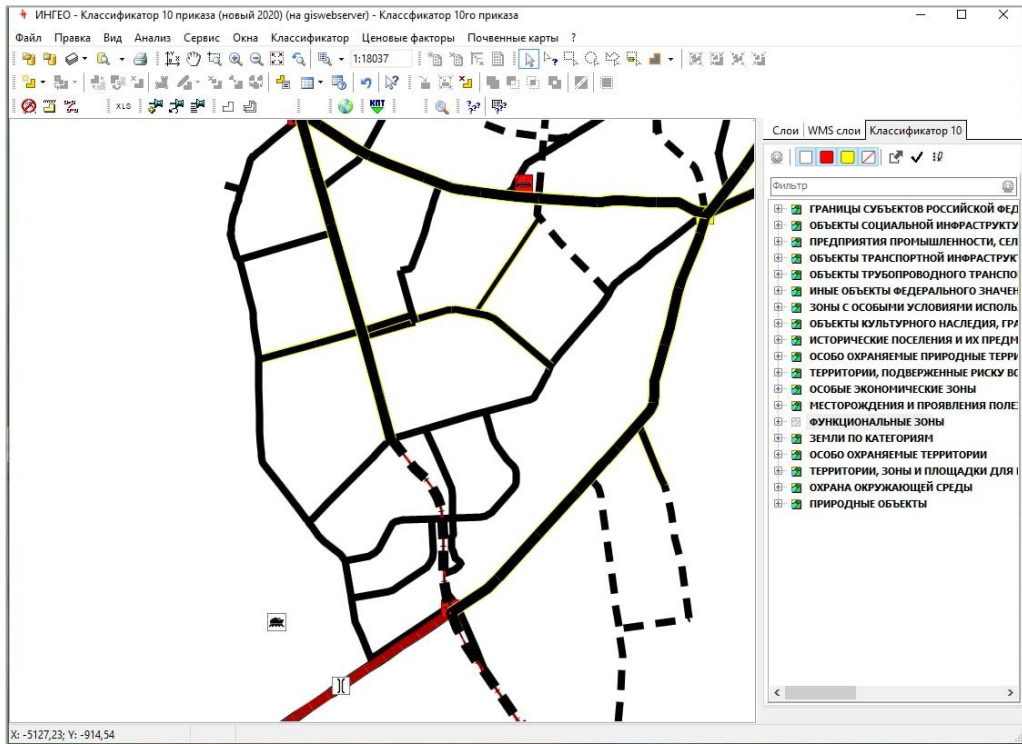 ИНГЕО - Классификатор 10 приказа (новый 2020) (на giswebserver) - Классфикатор 10го приказа
Файл Правка Вид Анализ Сервис Окна Классификатор Ценовые факторы Почвенные карты ?
1:18037
XLS КПТ
Слои WMS слои Классификатор 10
Фильтр
ГРАНИЦЫ СУБЪЕКТОВ РОССИЙСКОЙ ФЕД
ОБЪЕКТЫ СОЦИАЛЬНОЙ ИНФРАСТРУКТУ
ПРЕДПРИЯТИЯ ПРОМЫШЛЕННОСТИ, СЕЛ
ОБЪЕКТЫ ТРАНСПОРТНОЙ ИНФРАСТРУК
ОБЪЕКТЫ ТРУБОПРОВОДНОГО ТРАНСПО
ИНЫЕ ОБЪЕКТЫ ФЕДЕРАЛЬНОГО ЗНАЧЕН
ЗОНЫ С ОСОБЫМИ УСЛОВИЯМИ ИСПОЛЬ
ОБЪЕКТЫ КУЛЬТУРНОГО НАСЛЕДИЯ, ГРА
ИСТОРИЧЕСКИЕ ПОСЕЛЕНИЯ И ИХ ПРЕДМ
ОСОБО ОХРАНЯЕМЫЕ ПРИРОДНЫЕ ТЕРРИ
ТЕРРИТОРИИ, ПОДВЕРЖЕННЫЕ РИСКУ ВО
ОСОБЫЕ ЭКОНОМИЧЕСКИЕ ЗОНЫ
МЕСТОРОЖДЕНИЯ И ПРОЯВЛЕНИЯ ПОЛЕ
ФУНКЦИОНАЛЬНЫЕ ЗОНЫ
ЗЕМЛИ ПО КАТЕГОРИЯМ
ОСОБО ОХРАНЯЕМЫЕ ТЕРРИТОРИИ
ТЕРРИТОРИИ, ЗОНЫ И ПЛОЩАДКИ ДЛЯ
ОХРАНА ОКРУЖАЮЩЕЙ СРЕДЫ
ПРИРОДНЫЕ ОБЪЕКТЫ
X: -5127,23; Y: -914,54